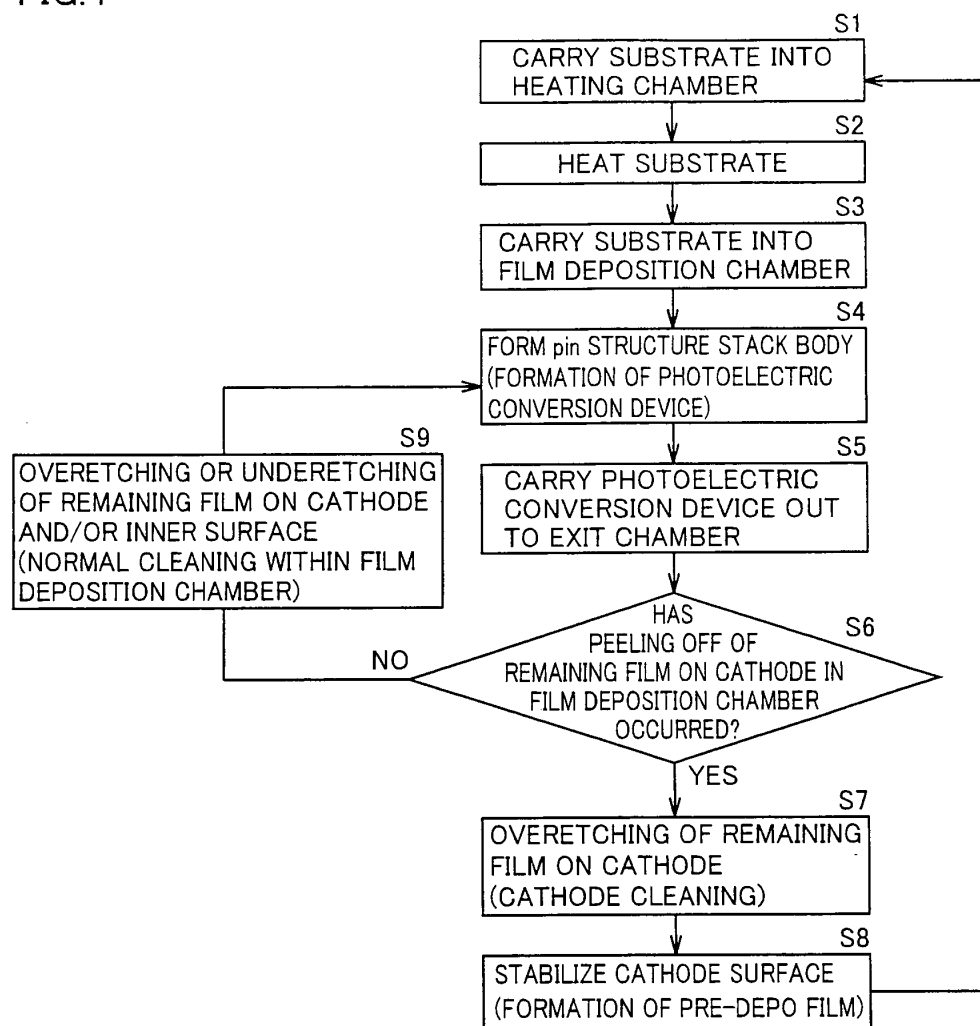 S1
CARRY SUBSTRATE INTO
HEATING CHAMBER
S2
HEAT SUBSTRATE
S3
CARRY SUBSTRATE INTO
FILM DEPOSITION CHAMBER
S4
FORM pin STRUCTURE STACK BODY
(FORMATION OF PHOTOELECTRIC
CONVERSION DEVICE)
S9
OVERETCHING OR UNDERETCHING
OF REMAINING FILM ON CATHODE
AND/OR INNER SURFACE
(NORMAL CLEANING WITHIN FILM
DEPOSITION CHAMBER)
S5
CARRY PHOTOELECTRIC
CONVERSION DEVICE OUT
TO EXIT CHAMBER
S6
HAS
PEELING OFF OF
REMAINING FILM ON CATHODE IN
FILM DEPOSITION CHAMBER
OCCURRED?
NO
YES
S7
OVERETCHING OF REMAINING
FILM ON CATHODE
(CATHODE CLEANING)
S8
STABILIZE CATHODE SURFACE
(FORMATION OF PRE-DEPO FILM)